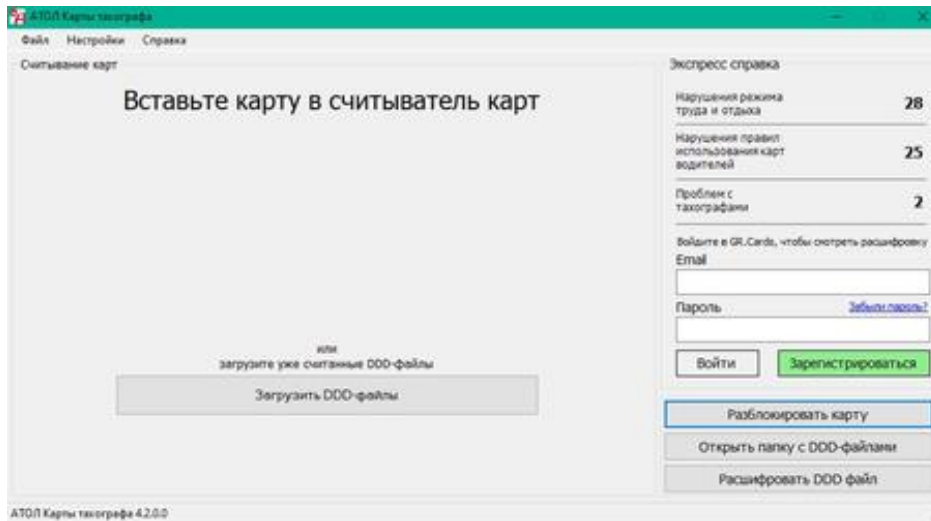 АТОЛ Карты тахографа
Файл Настройки Справка
Считывание карт
Вставьте карту в считыватель карт
или
загрузите уже считанные DDD-файлы
Загрузить DDD-файлы
Экспресс справка
Нарушения режима
труда и отдыха
28
Нарушения правил
использования карт
водителей
25
Проблем с
тахографами
2
Войдите в GR.Cards, чтобы смотреть расшифровку
Email
Пароль Забыли пароль?
Войти Зарегистрироваться
Разблокировать карту
Открыть папку с DDD-файлами
Расшифровать DDD файл
АТОЛ Карты тахографа 4.2.0.0